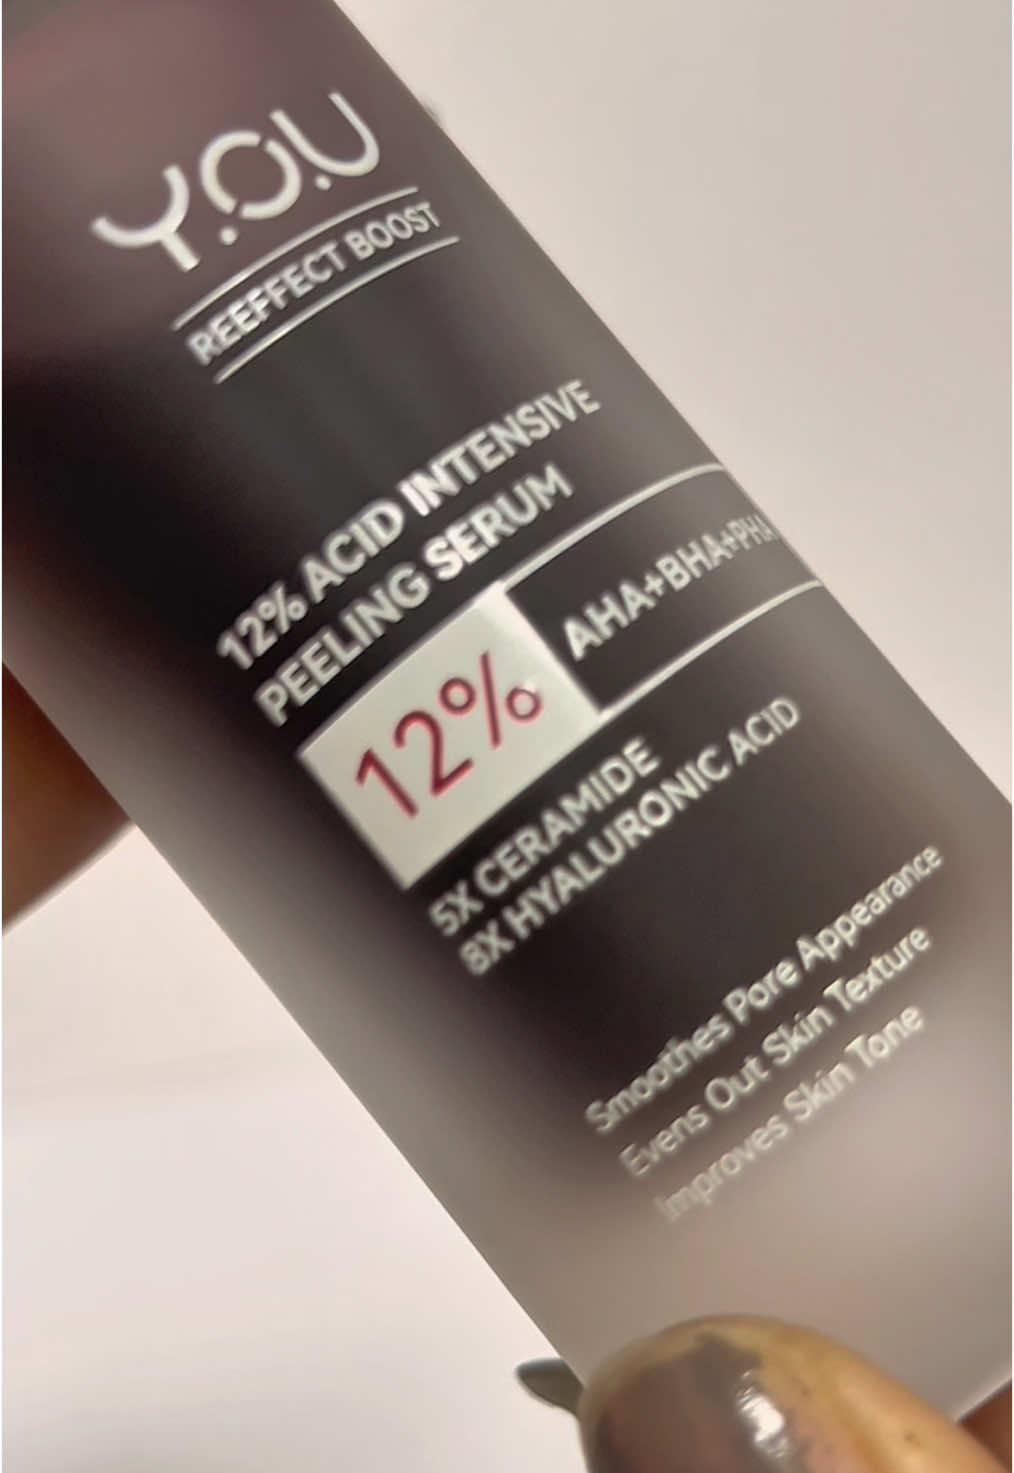 Y.O.U
REEFFECT BOOST
12% ACID INTENSIVE
PEELING SERUM
12%
AHA+BHA+PHA
5X CERAMIDE
8X HYALURONIC ACID
Smoothes Pore Appearance
Evens Out Skin Texture
Improves Skin Tone